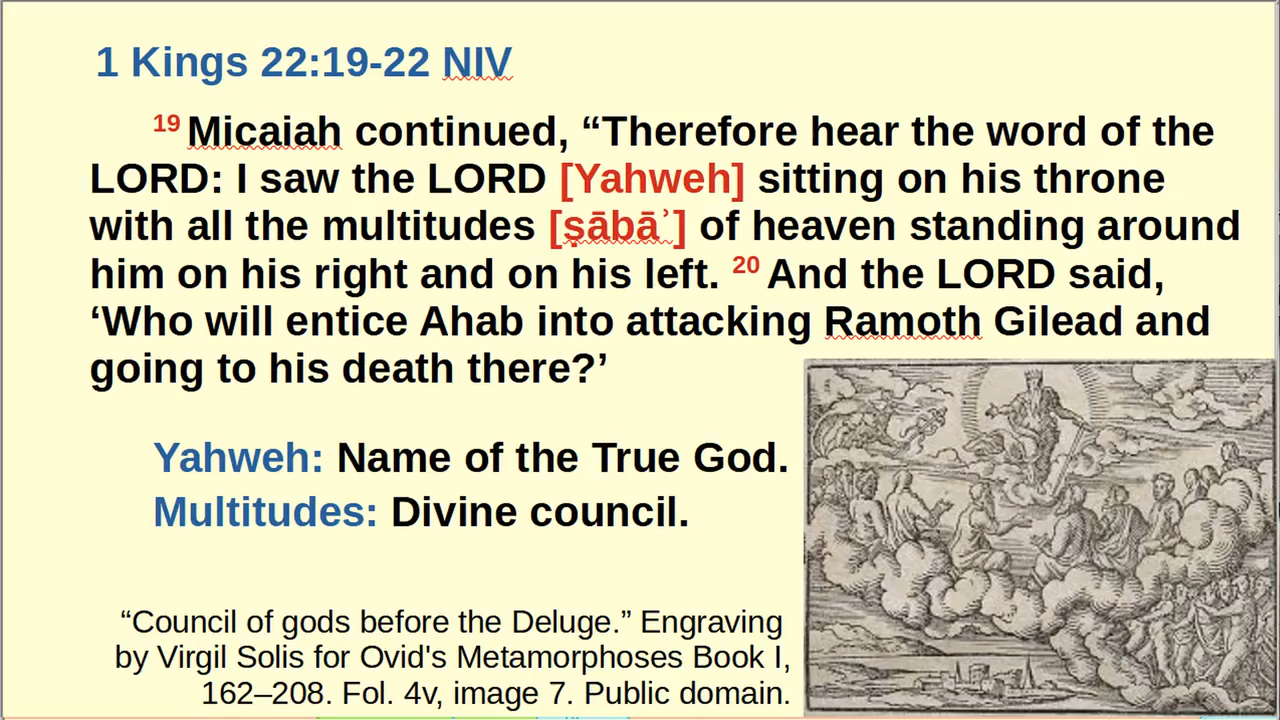 1 Kings 22:19-22 NIV
19 Micaiah continued, “Therefore hear the word of the
LORD: I saw the LORD [Yahweh] sitting on his throne
with all the multitudes [ṣābāʾ] of heaven standing around
him on his right and on his left. 20 And the LORD said,
‘Who will entice Ahab into attacking Ramoth Gilead and
going to his death there?’
Yahweh: Name of the True God.
Multitudes: Divine council.
“Council of gods before the Deluge.” Engraving
by Virgil Solis for Ovid's Metamorphoses Book I,
162–208. Fol. 4v, image 7. Public domain.